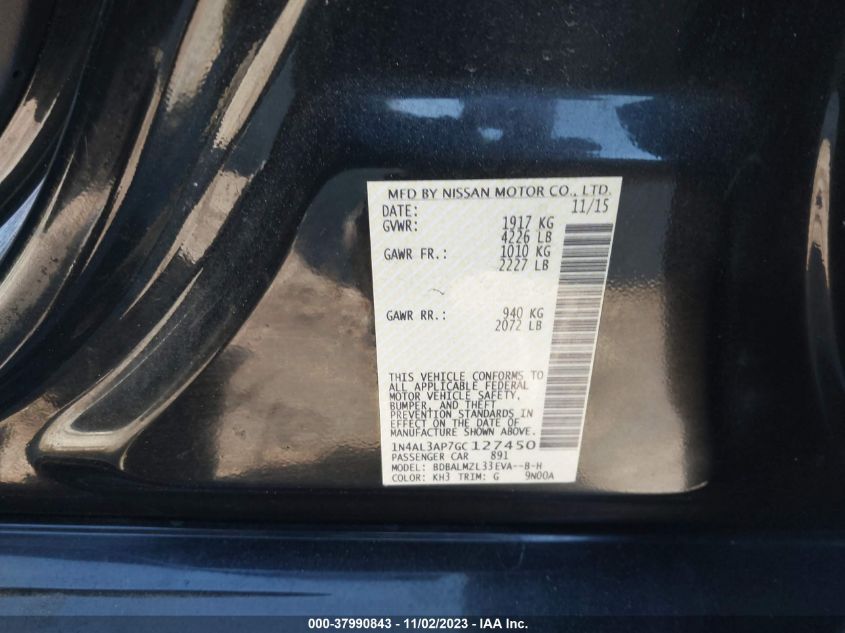 MFD BY NISSAN MOTOR CO., LTD.
DATE: 11/15
GVWR: 1917 KG
4226 LB
GAWR FR.: 1010 KG
2227 LB
GAWR RR.: 940 KG
2072 LB
THIS VEHICLE CONFORMS TO
ALL APPLICABLE FEDERAL
MOTOR VEHICLE SAFETY,
BUMPER, AND THEFT
PREVENTION STANDARDS IN
EFFECT ON THE DATE OF
MANUFACTURE SHOWN ABOVE.
1N4AL3AP7GC127450
PASSENGER CAR 891
MODEL: BDBALMZL33EVA--B-H
COLOR: KH3 TRIM: G 9N00A
000-37990843 - 11/02/2023 - IAA Inc.